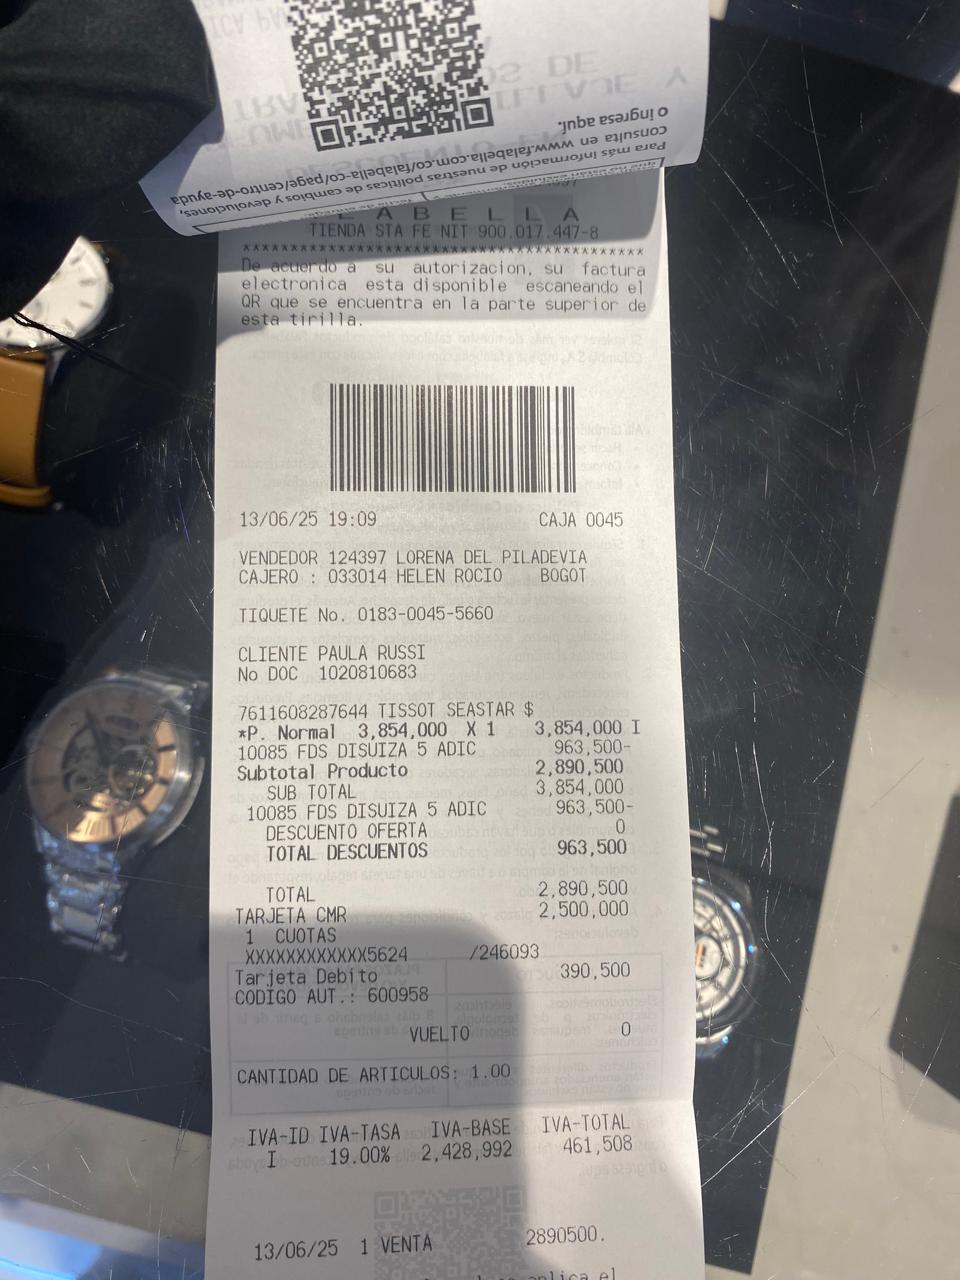 o ingresa aquí.
consulta en www.falabella.com.co/falabella-co/page/centro-de-ayuda
Para más información de nuestras políticas de cambios y devoluciones,
L A B E L L A
TIENDA STA FE NIT 900.017.447-8
****************************************
De acuerdo a su autorizacion, su factura
electronica esta disponible escaneando el
QR que se encuentra en la parte superior de
esta tirilla.
13/06/25 19:09 CAJA 0045
VENDEDOR 124397 LORENA DEL PILADEVIA
CAJERO : 033014 HELEN ROCIO BOGOT
TIQUETE No. 0183-0045-5660
CLIENTE PAULA RUSSI
No DOC 1020810683
7611608287644 TISSOT SEASTAR $
*P. Normal 3,854,000 X 1 3,854,000 I
10085 FDS DISUIZA 5 ADIC 963,500-
Subtotal Producto 2,890,500
SUB TOTAL 3,854,000
10085 FDS DISUIZA 5 ADIC 963,500-
DESCUENTO OFERTA 0
TOTAL DESCUENTOS 963,500
TOTAL 2,890,500
TARJETA CMR 2,500,000
1 CUOTAS
XXXXXXXXXXXX5624 /246093
Tarjeta Debito 390,500
CODIGO AUT.: 600958
VUELTO 0
CANTIDAD DE ARTICULOS: 1.00
IVA-ID IVA-TASA IVA-BASE IVA-TOTAL
I 19.00% 2,428,992 461,508
13/06/25 1 VENTA 2890500.